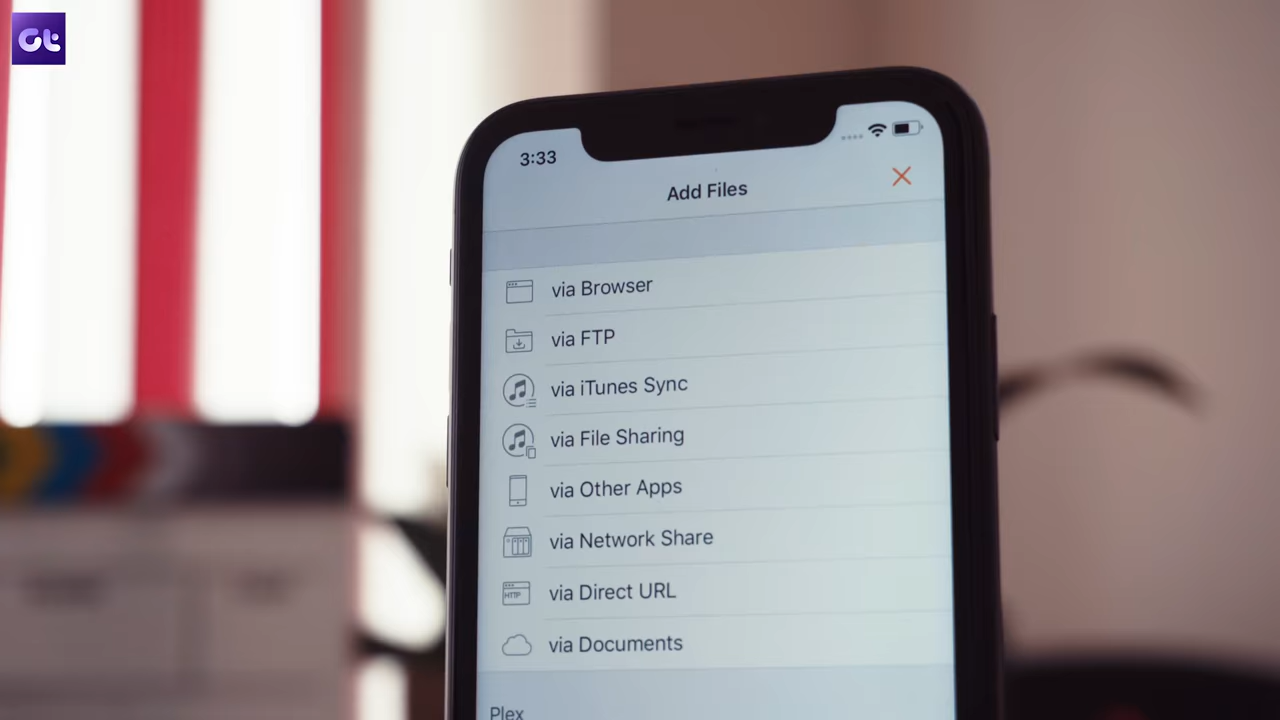 Gt
3:33
Add Files
via Browser
via FTP
via iTunes Sync
via File Sharing
via Other Apps
via Network Share
HTTP
via Direct URL
via Documents
Plex